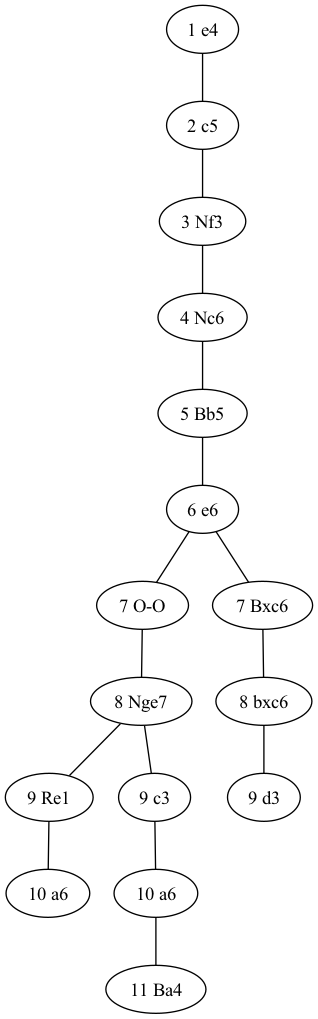 1 e4
2 c5
3 Nf3
4 Nc6
5 Bb5
6 e6
7 O-O
7 Bxc6
8 Nge7
8 bxc6
9 Re1
9 c3
9 d3
10 a6
10 a6
11 Ba4